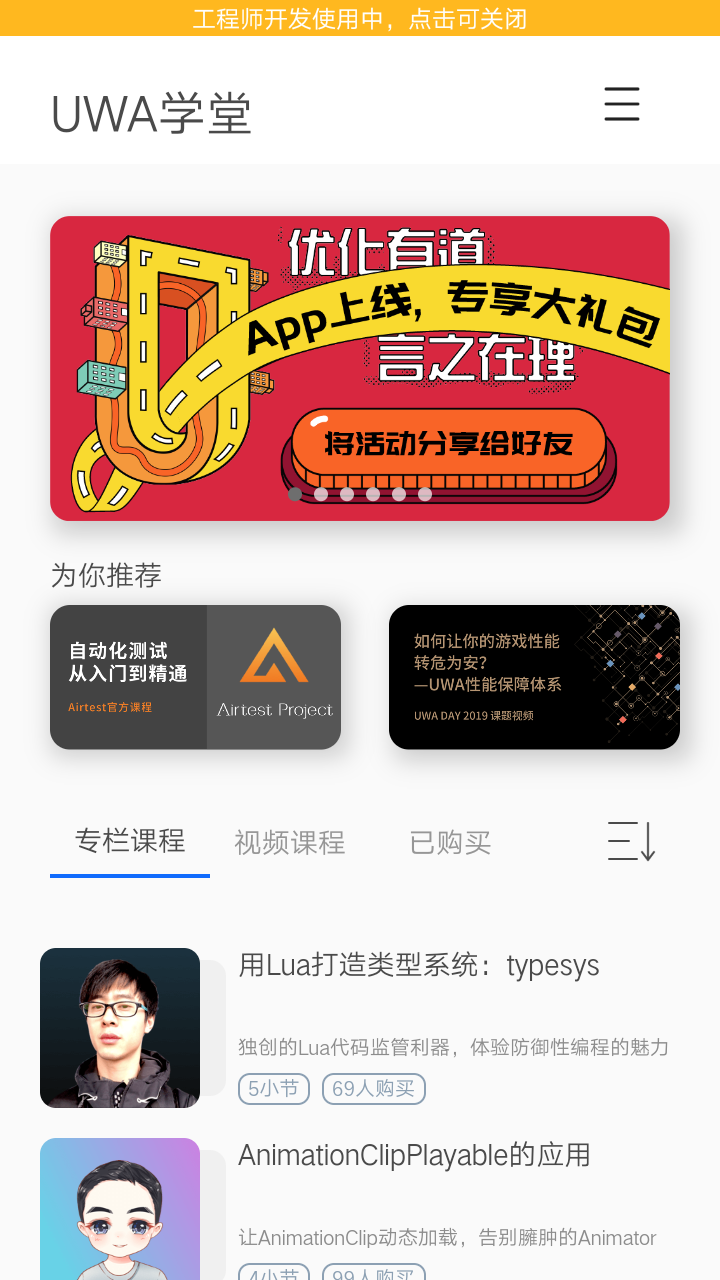 工程师开发使用中，点击可关闭
UWA学堂
优化有道
App上线，专享大礼包
言之在理
将活动分享给好友
为你推荐
自动化测试
从入门到精通
Airtest官方课程
Airtest Project
如何让你的游戏性能
转危为安？
—UWA性能保障体系
UWA DAY 2019 课题视频
专栏课程 视频课程 已购买
用Lua打造类型系统：typesys
独创的Lua代码监管利器，体验防御性编程的魅力
5小节 69人购买
AnimationClipPlayable的应用
让AnimationClip动态加载，告别臃肿的Animator
4小节 99人购买